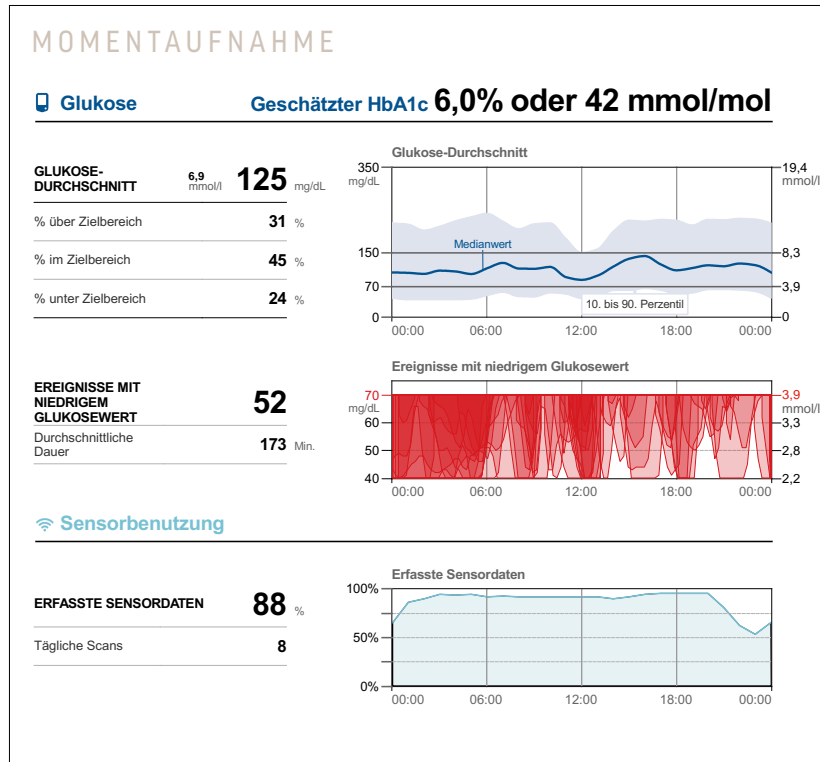 MOMENTAUFNAHME
Glukose
Geschätzter HbA1c 6,0% oder 42 mmol/mol
GLUKOSE-
DURCHSCHNITT
6,9
mmol/l
125 mg/dL
% über Zielbereich 31 %
% im Zielbereich 45 %
% unter Zielbereich 24 %
Glukose-Durchschnitt
350
mg/dL
150
70
0
19,4
mmol/l
8,3
3,9
0
Medianwert
10. bis 90. Perzentil
00:00 06:00 12:00 18:00 00:00
EREIGNISSE MIT
NIEDRIGEM
GLUKOSEWERT
52
Durchschnittliche
Dauer
173 Min.
Ereignisse mit niedrigem Glukosewert
70
mg/dL
60
50
40
3,9
mmol/l
3,3
2,8
2,2
00:00 06:00 12:00 18:00 00:00
Sensorbenutzung
ERFASSTE SENSORDATEN 88 %
Tägliche Scans 8
Erfasste Sensordaten
100%
50%
0%
00:00 06:00 12:00 18:00 00:00